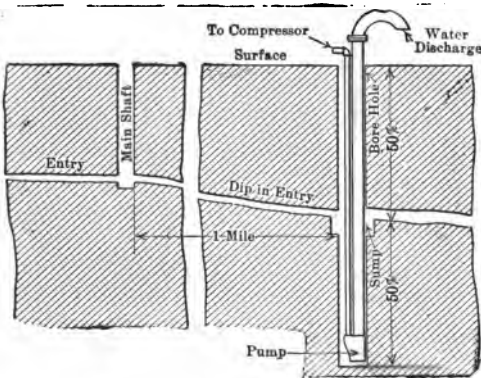 To Compressor
Water
Discharge
Surface
Main Shaft
Bore Hole
50%
Entry
Dip in Entry
1-Mile
Sump
50%
Pump